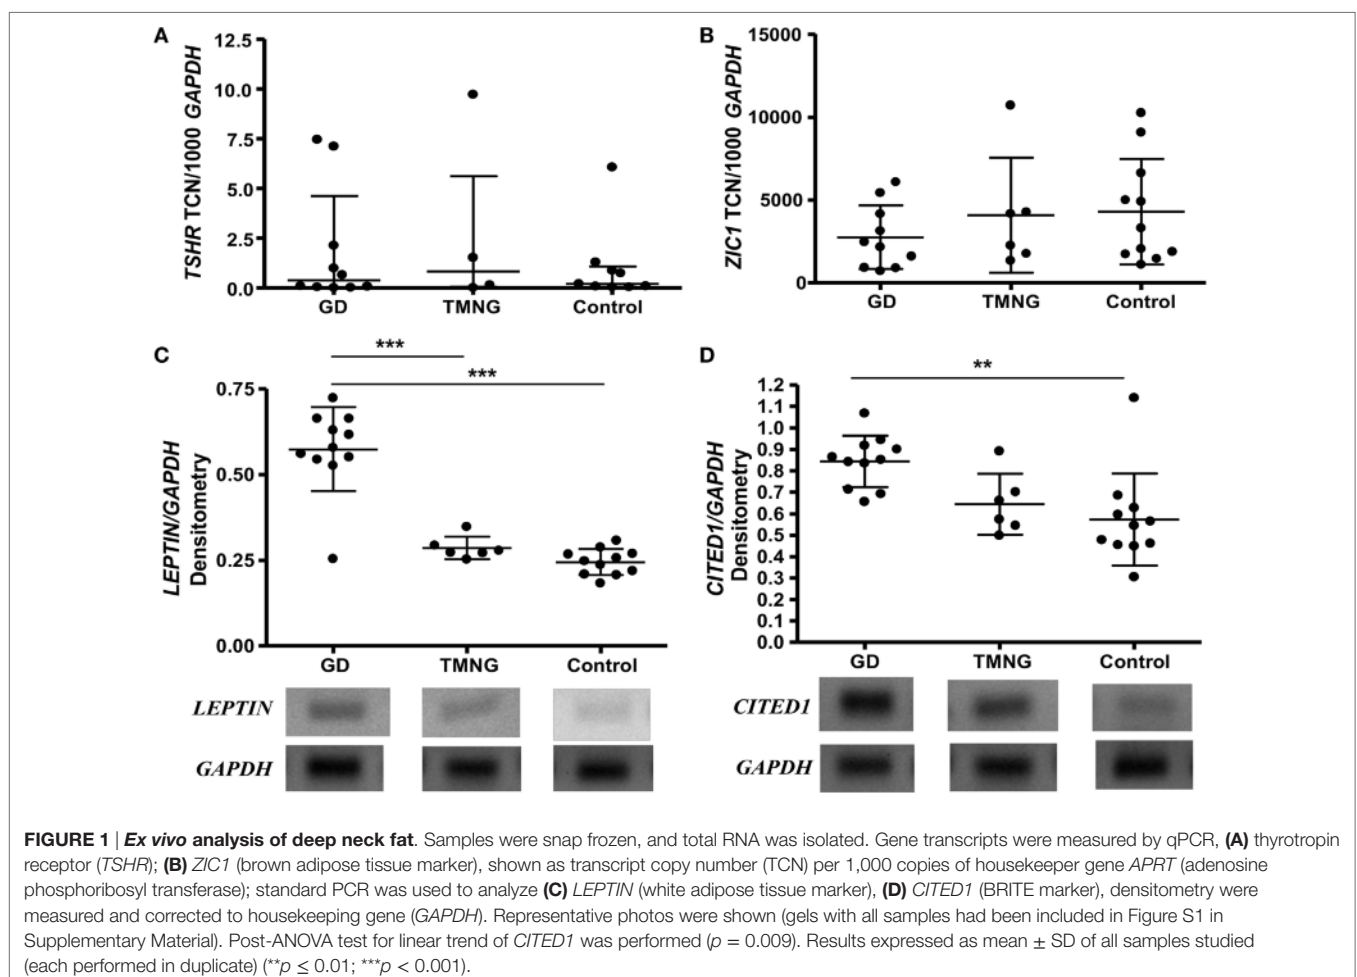 A
TSHR TCN/1000 GAPDH
12.5
10.0
7.5
5.0
2.5
0.0
GD TMNG Control
B
ZIC1 TCN/1000 GAPDH
15000
10000
5000
0
GD TMNG Control
C
***
***
LEPTIN/GAPDH
Densitometry
0.75
0.50
0.25
0.00
GD TMNG Control
LEPTIN
GAPDH
D
**
CITED1/GAPDH
Densitometry
1.2
1.1
1.0
0.9
0.8
0.7
0.6
0.5
0.4
0.3
0.2
0.1
0.0
GD TMNG Control
CITED1
GAPDH
FIGURE 1 | Ex vivo analysis of deep neck fat. Samples were snap frozen, and total RNA was isolated. Gene transcripts were measured by qPCR, (A) thyrotropin
receptor (TSHR); (B) ZIC1 (brown adipose tissue marker), shown as transcript copy number (TCN) per 1,000 copies of housekeeper gene APRT (adenosine
phosphoribosyl transferase); standard PCR was used to analyze (C) LEPTIN (white adipose tissue marker), (D) CITED1 (BRITE marker), densitometry were
measured and corrected to housekeeping gene (GAPDH). Representative photos were shown (gels with all samples had been included in Figure S1 in
Supplementary Material). Post-ANOVA test for linear trend of CITED1 was performed (p = 0.009). Results expressed as mean ± SD of all samples studied
(each performed in duplicate) (**p ≤ 0.01; ***p < 0.001).